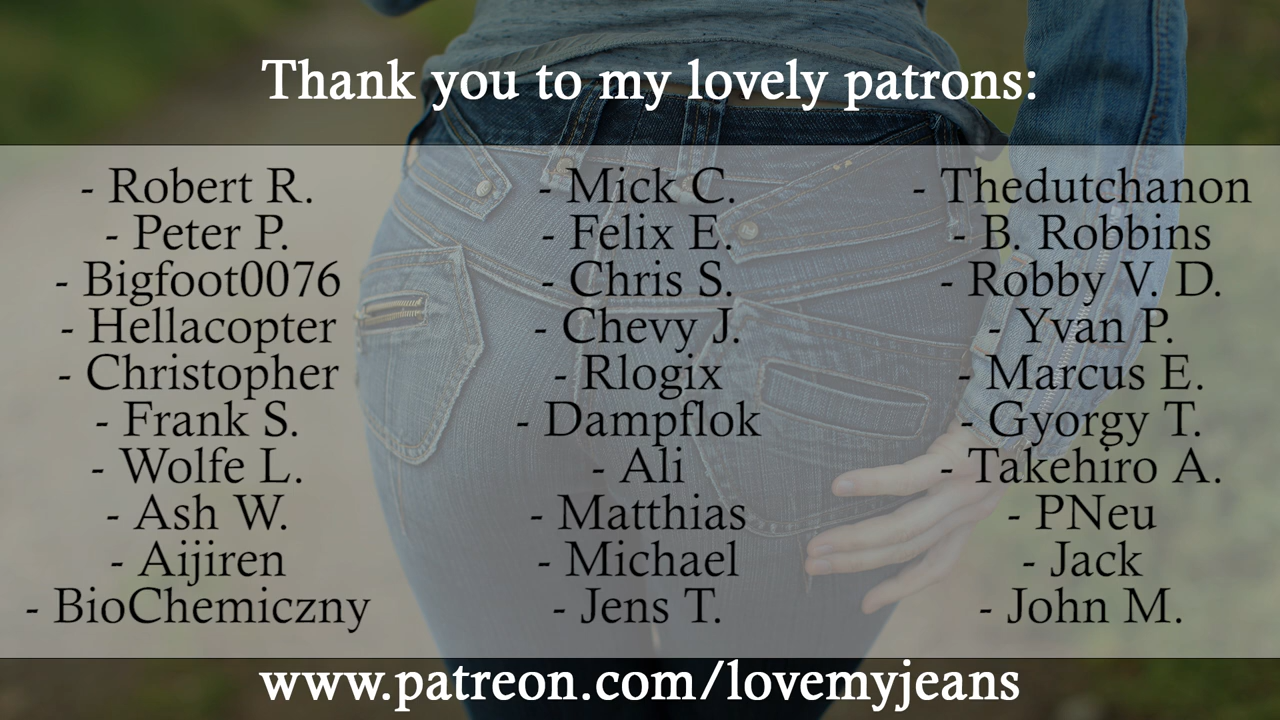 Thank you to my lovely patrons:
- Robert R.
- Peter P.
- Bigfoot0076
- Hellacopter
- Christopher
- Frank S.
- Wolfe L.
- Ash W.
- Aijiren
- BioChemiczny
- Mick C.
- Felix E.
- Chris S.
- Chevy J.
- Rlogix
- Dampflok
- Ali
- Matthias
- Michael
- Jens T.
- Thedutchanon
- B. Robbins
- Robby V. D.
- Yvan P.
- Marcus E.
- Gyorgy T.
- Takehiro A.
- PNeu
- Jack
- John M.
www.patreon.com/lovemyjeans